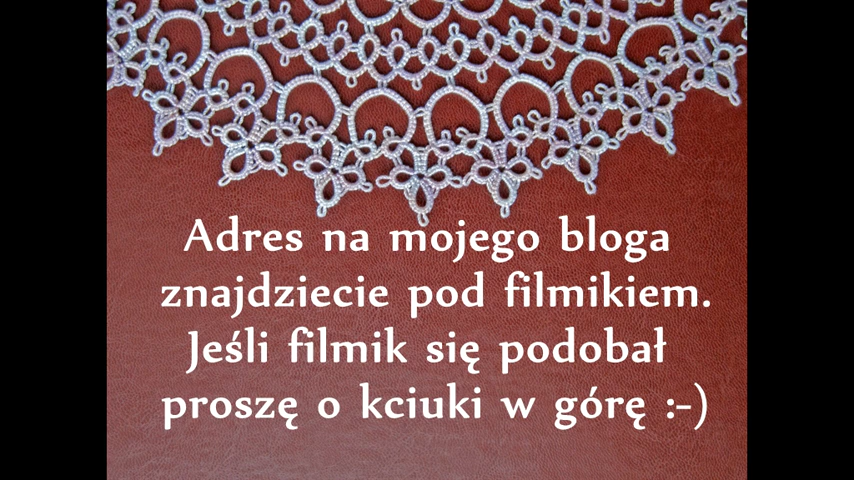 Adres na mojego bloga
znajdziecie pod filmikiem.
Jeśli filmik się podobał
proszę o kciuki w górę :-)